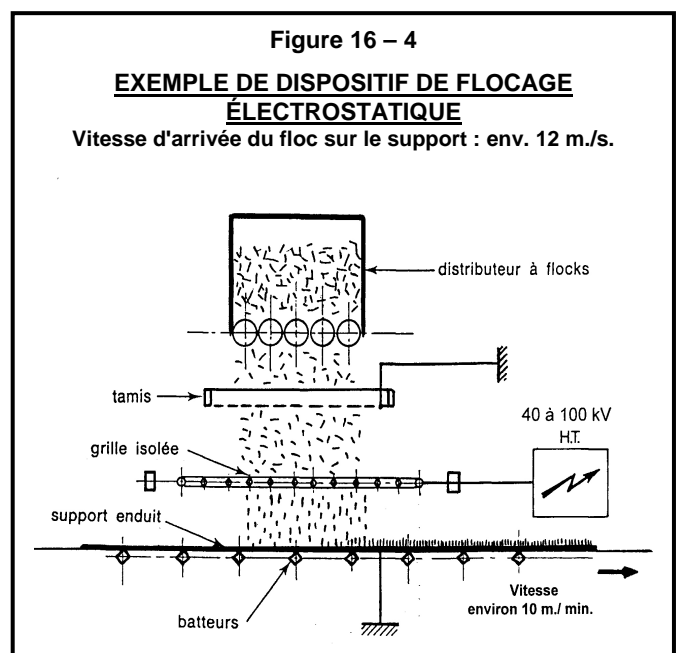 Figure 16 – 4
EXEMPLE DE DISPOSITIF DE FLOCAGE
ÉLECTROSTATIQUE
Vitesse d'arrivée du floc sur le support : env. 12 m./s.
distributeur à flocks
tamis
40 à 100 kV
H.T.
grille isolée
support enduit
batteurs
Vitesse
environ 10 m./ min.